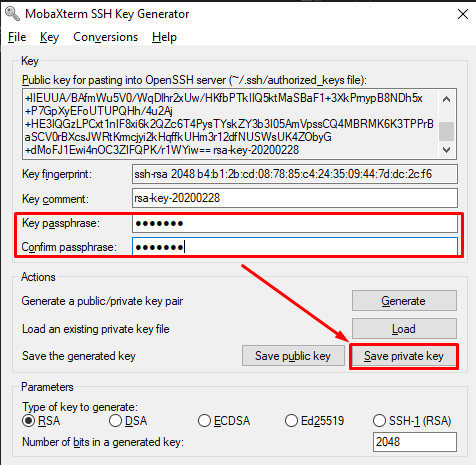 MobaXterm SSH Key Generator
File Key Conversions Help
Key
Public key for pasting into OpenSSH server (~/.ssh/authorized_keys file):
+lIEUUA/BAfmWu5V0/WqDlhr2xUw/HKfbPTkIIQ5ktMaSBaF1+3XkPrnypB8NDh5x
+P7GpXyEFoUTUPQHh/4u2Aj
+HE3IQGzLPCxt1nIF8xi6k2QZc6T4PysTYskZY3b3I05AmVpssCQ4MBRMK6K3TPPrB
aSCV0rBXcsJWRtKmcjyi2kHqffkUHm3r12dfNUSWsUK4ZObyG
+dMoFJ1Ewi4nOC3ZIFQPK/r1WYiw== rsa-key-20200228
Key fingerprint: ssh-rsa 2048 b4:b1:2b:cd:08:78:85:c4:24:35:09:44:7d:dc:2c:f6
Key comment: rsa-key-20200228
Key passphrase: ●●●●●●●
Confirm passphrase: ●●●●●●●
Actions
Generate a public/private key pair Generate
Load an existing private key file Load
Save the generated key Save public key Save private key
Parameters
Type of key to generate:
RSA DSA ECDSA Ed25519 SSH-1 (RSA)
Number of bits in a generated key: 2048